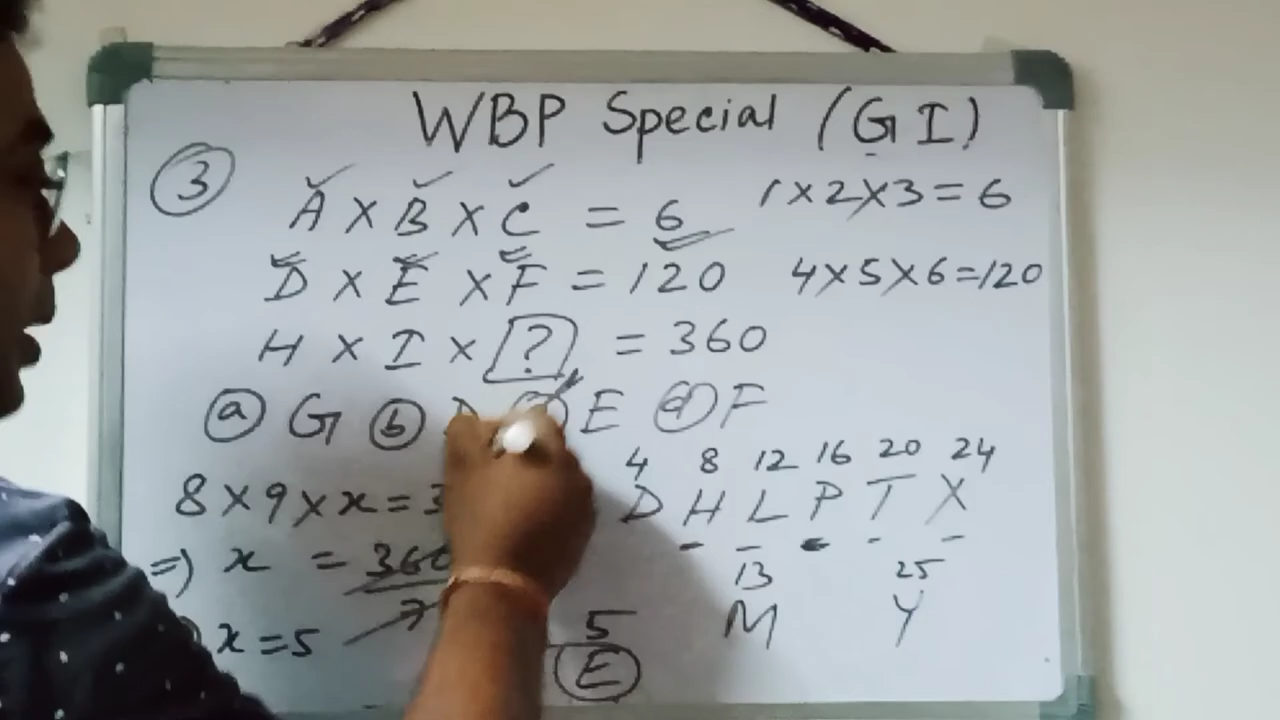 WBP Special (GI)
③ A × B × C = 6 1×2×3=6
D × E × F = 120 4×5×6=120
H × I × ? = 360
ⓐ G ⓑ E ⓓ F
4 8 12 16 20 24
8×9×x= D H L P T X
=) x = 360 13 25
x=5 5 M Y
E